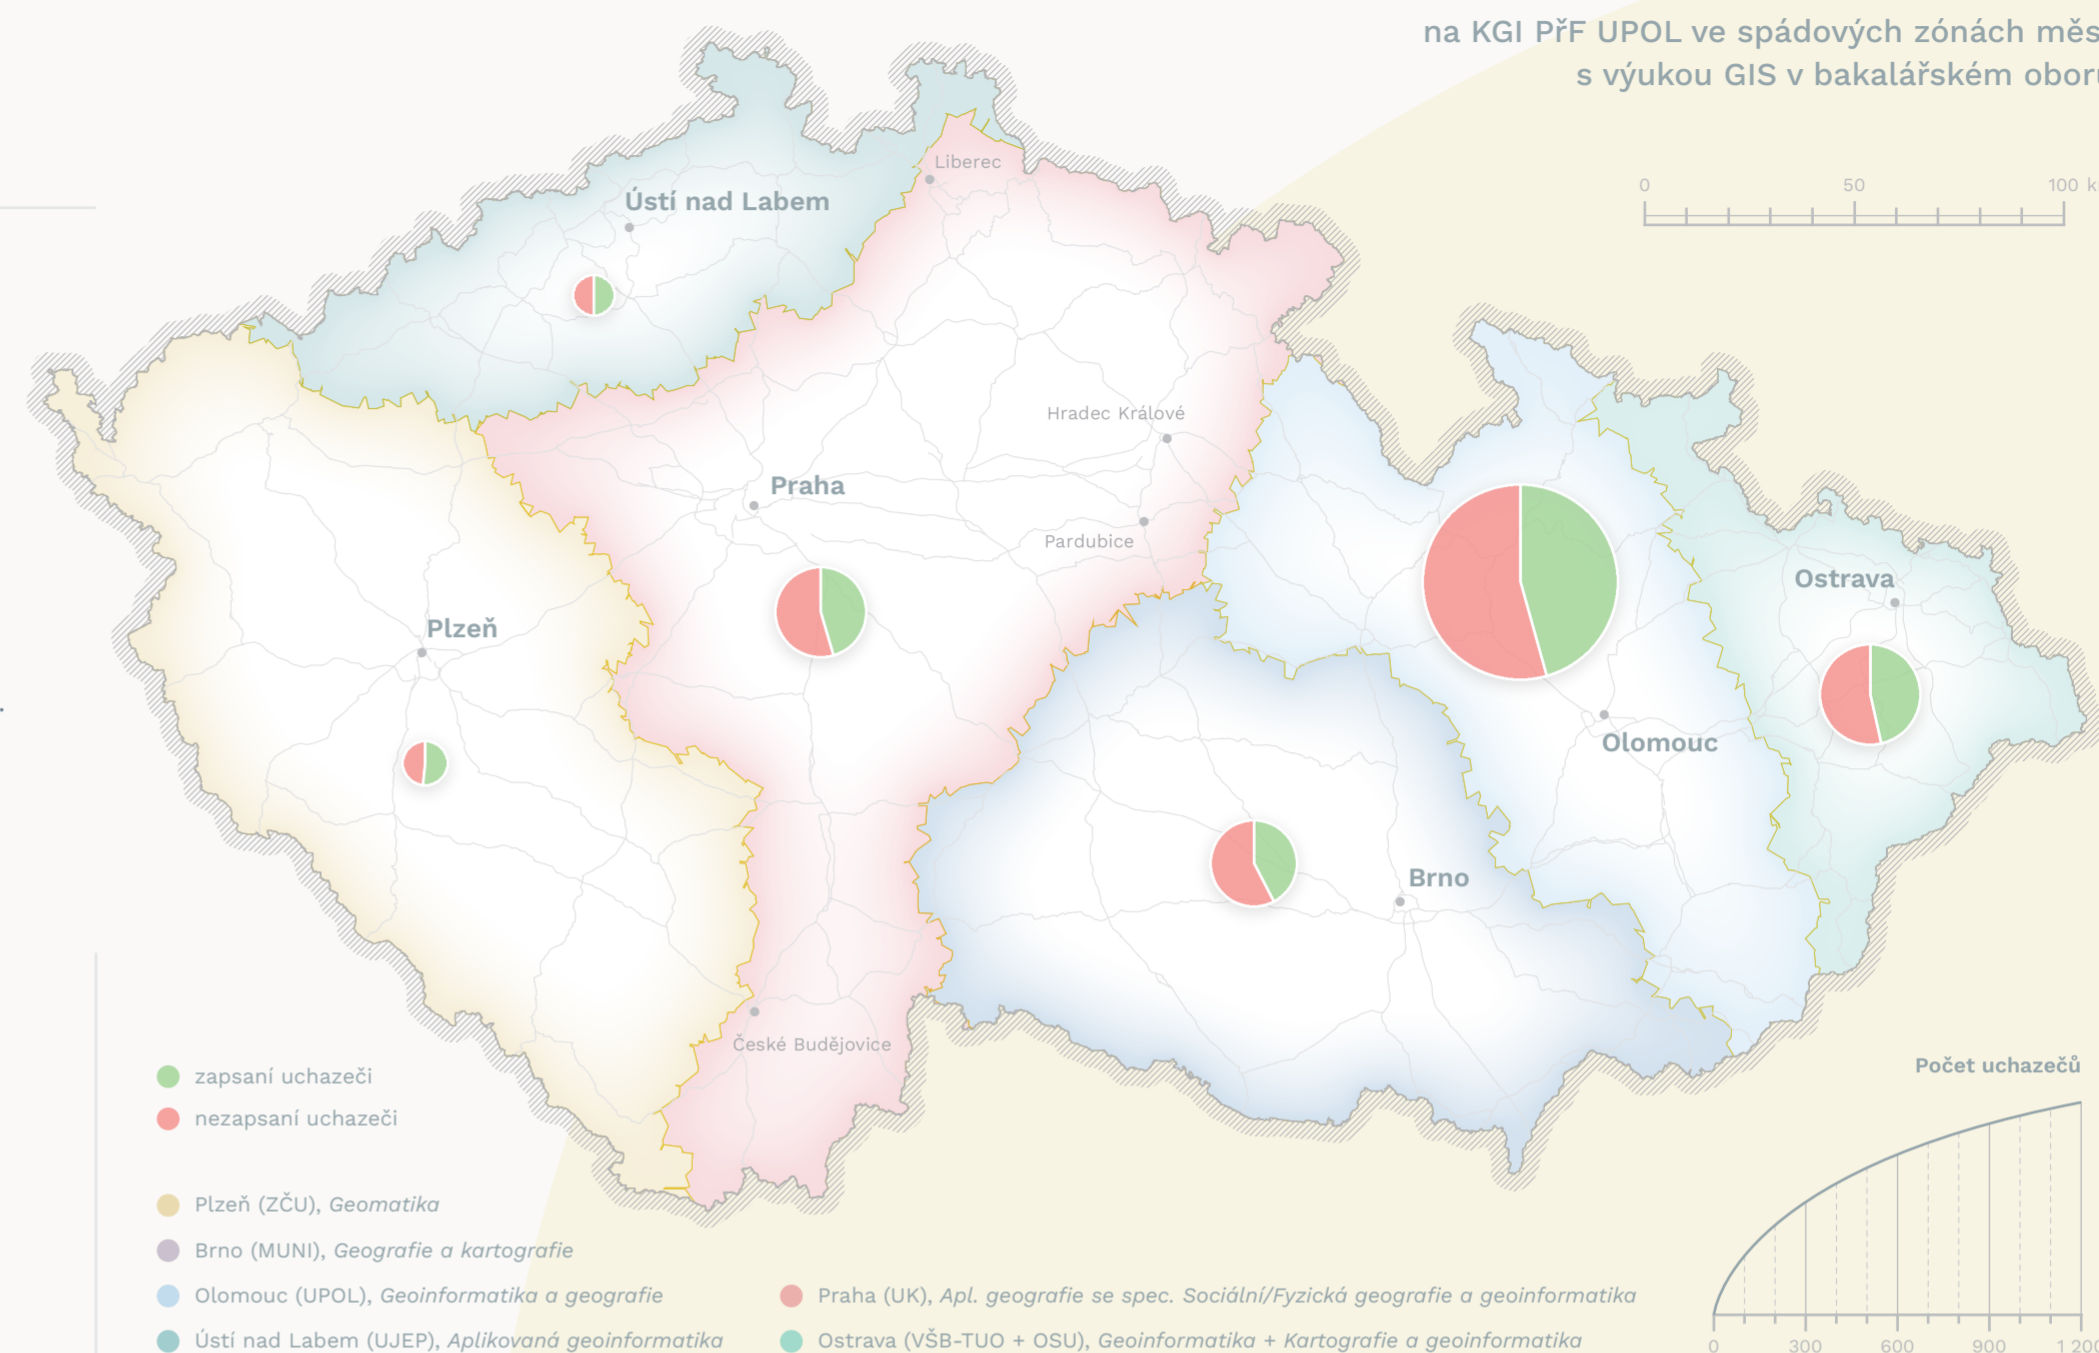 na KGI PřF UPOL ve spádových zónách měs
s výukou GIS v bakalářském oboru
0 50 100 k
Liberec
Ústí nad Labem
Hradec Králové
Praha
Pardubice
Ostrava
Plzeň
Olomouc
Brno
České Budějovice
zapsaní uchazeči
nezapsaní uchazeči
Počet uchazečů
Plzeň (ZČU), Geomatika
Brno (MUNI), Geografie a kartografie
Olomouc (UPOL), Geoinformatika a geografie
Ústí nad Labem (UJEP), Aplikovaná geoinformatika
Praha (UK), Apl. geografie se spec. Sociální/Fyzická geografie a geoinformatika
Ostrava (VŠB-TUO + OSU), Geoinformatika + Kartografie a geoinformatika
0 300 600 900 1 200